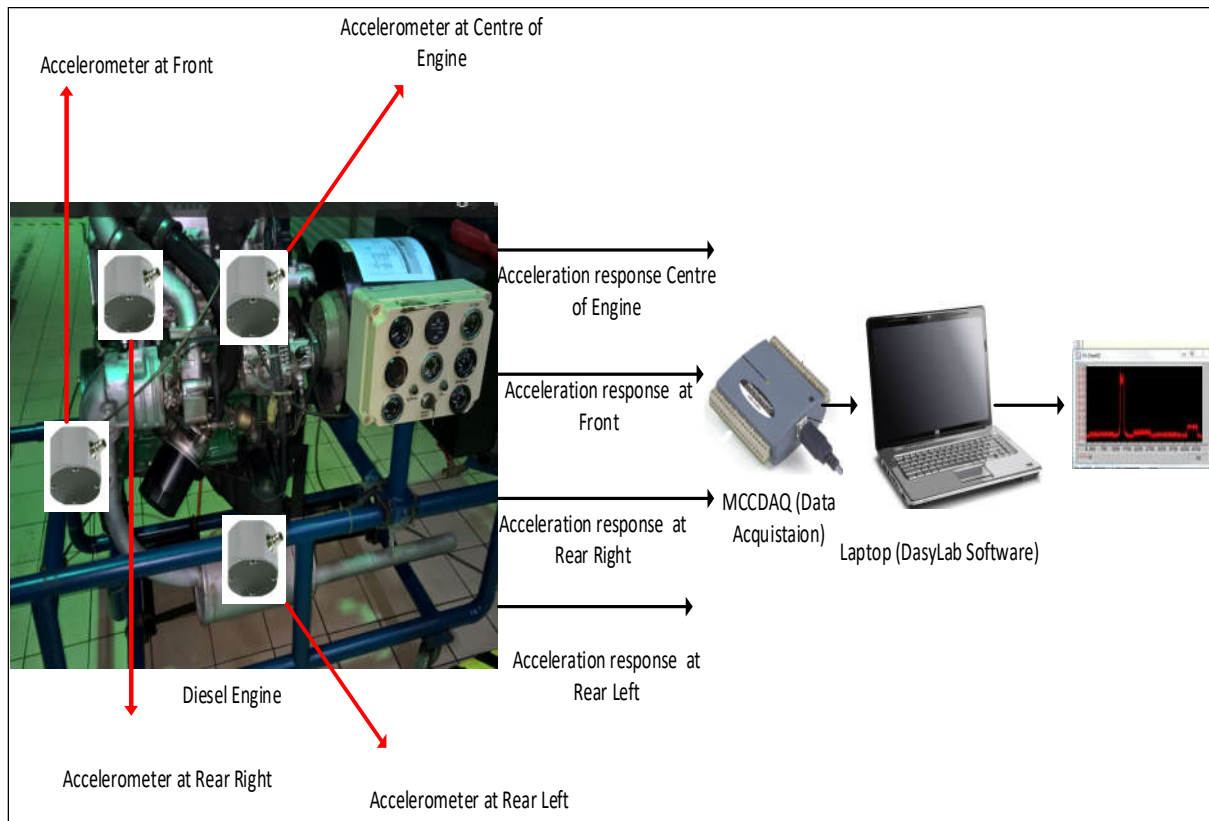 Accelerometer at Centre of
Engine
Accelerometer at Front
Acceleration response Centre
of Engine
Acceleration response at
Front
Acceleration response at
Rear Right
MCCDAQ (Data
Acquistaion)
Laptop (DasyLab Software)
Acceleration response at
Rear Left
Diesel Engine
Accelerometer at Rear Right
Accelerometer at Rear Left